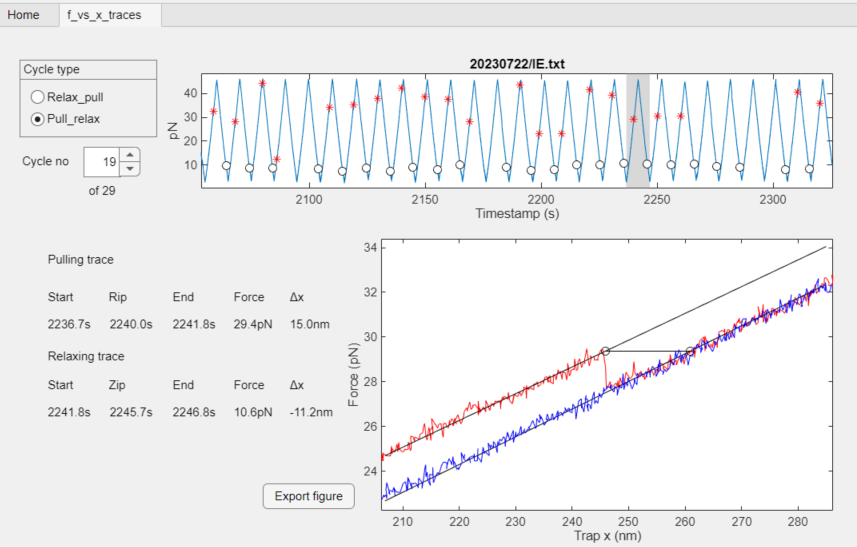 Home f_vs_x_traces
20230722/IE.txt
Cycle type
Relax_pull
Pull_relax
Cycle no 19
of 29
pN
40
30
20
10
2100 2150 2200 2250 2300
Timestamp (s)
Pulling trace
Start Rip End Force Δx
2236.7s 2240.0s 2241.8s 29.4pN 15.0nm
Relaxing trace
Start Zip End Force Δx
2241.8s 2245.7s 2246.8s 10.6pN -11.2nm
Export figure
Force (pN)
34
32
30
28
26
24
210 220 230 240 250 260 270 280
Trap x (nm)